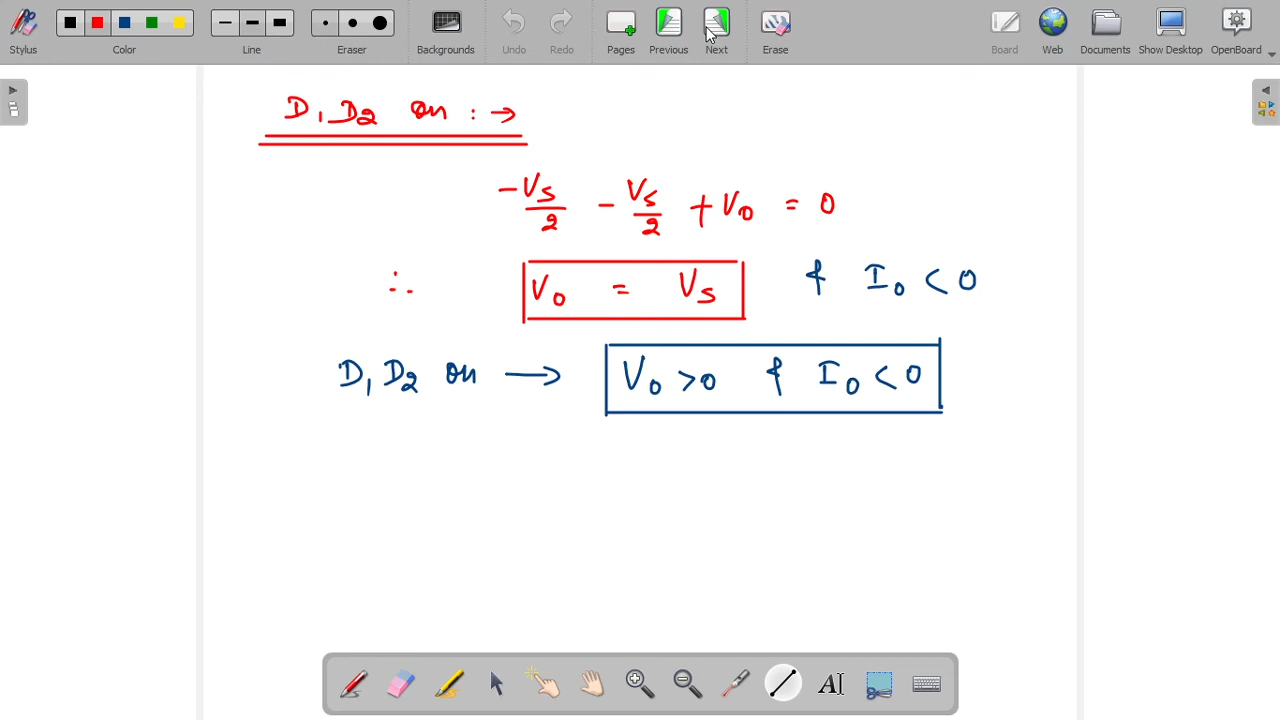 Stylus Color Line Eraser Backgrounds Undo Redo Pages Previous Next Erase Board Web Documents Show Desktop OpenBoard
D1, D2 on : →
-Vs/2 - Vs/2 + V0 = 0
∴ V0 = Vs & I0 < 0
D1, D2 on → V0 > 0 & I0 < 0